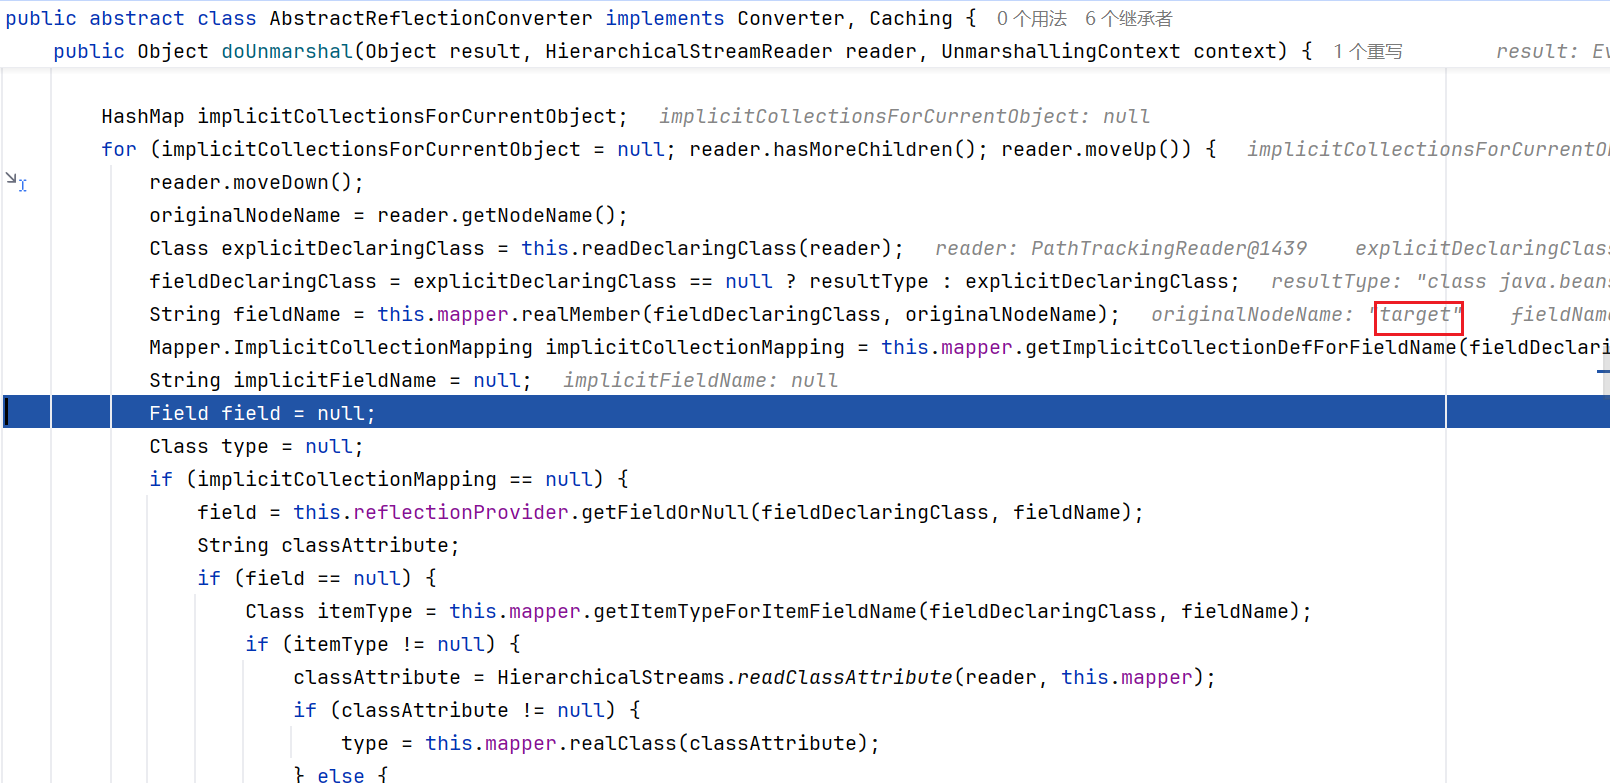 public abstract class AbstractReflectionConverter implements Converter, Caching { 0 个用法 6 个继承者
public Object doUnmarshal(Object result, HierarchicalStreamReader reader, UnmarshallingContext context) { 1 个重写 result: Ev
HashMap implicitCollectionsForCurrentObject; implicitCollectionsForCurrentObject: null
for (implicitCollectionsForCurrentObject = null; reader.hasMoreChildren(); reader.moveUp()) { implicitCollectionsForCurrentO
reader.moveDown();
originalNodeName = reader.getNodeName();
Class explicitDeclaringClass = this.readDeclaringClass(reader); reader: PathTrackingReader@1439 explicitDeclaringClas
fieldDeclaringClass = explicitDeclaringClass == null ? resultType : explicitDeclaringClass; resultType: "class java.bean
String fieldName = this.mapper.realMember(fieldDeclaringClass, originalNodeName); originalNodeName: "target" fieldNam
Mapper.ImplicitCollectionMapping implicitCollectionMapping = this.mapper.getImplicitCollectionDefForFieldName(fieldDeclari
String implicitFieldName = null; implicitFieldName: null
Field field = null;
Class type = null;
if (implicitCollectionMapping == null) {
field = this.reflectionProvider.getFieldOrNull(fieldDeclaringClass, fieldName);
String classAttribute;
if (field == null) {
Class itemType = this.mapper.getItemTypeForItemFieldName(fieldDeclaringClass, fieldName);
if (itemType != null) {
classAttribute = HierarchicalStreams.readClassAttribute(reader, this.mapper);
if (classAttribute != null) {
type = this.mapper.realClass(classAttribute);
} else {